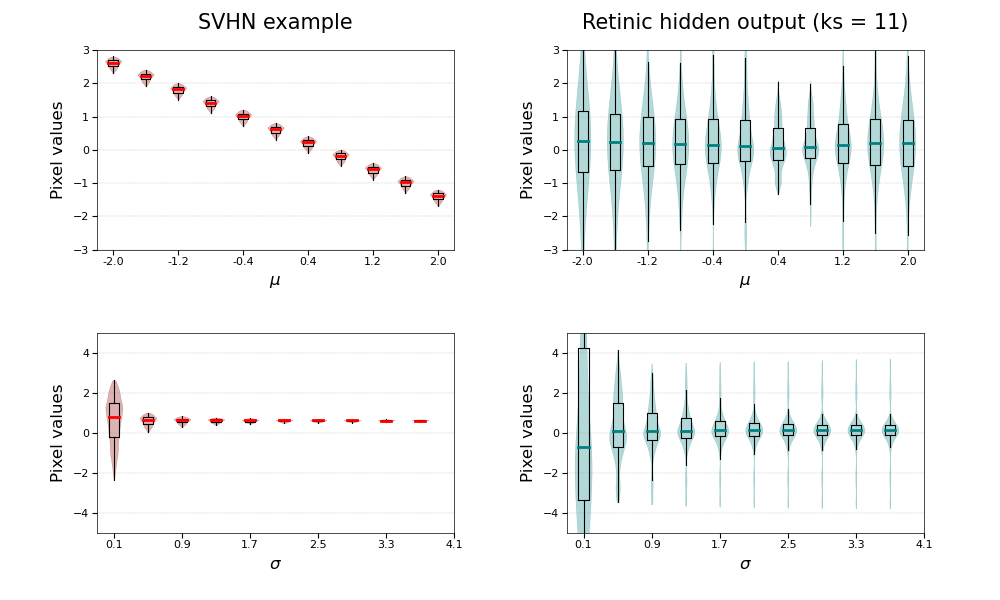 SVHN example
Retinic hidden output (ks = 11)
Pixel values
3
2
1
0
−1
−2
−3
-2.0 -1.2 -0.4 0.4 1.2 2.0
μ
Pixel values
3
2
1
0
−1
−2
−3
-2.0 -1.2 -0.4 0.4 1.2 2.0
μ
Pixel values
4
2
0
−2
−4
0.1 0.9 1.7 2.5 3.3 4.1
σ
Pixel values
4
2
0
−2
−4
0.1 0.9 1.7 2.5 3.3 4.1
σ